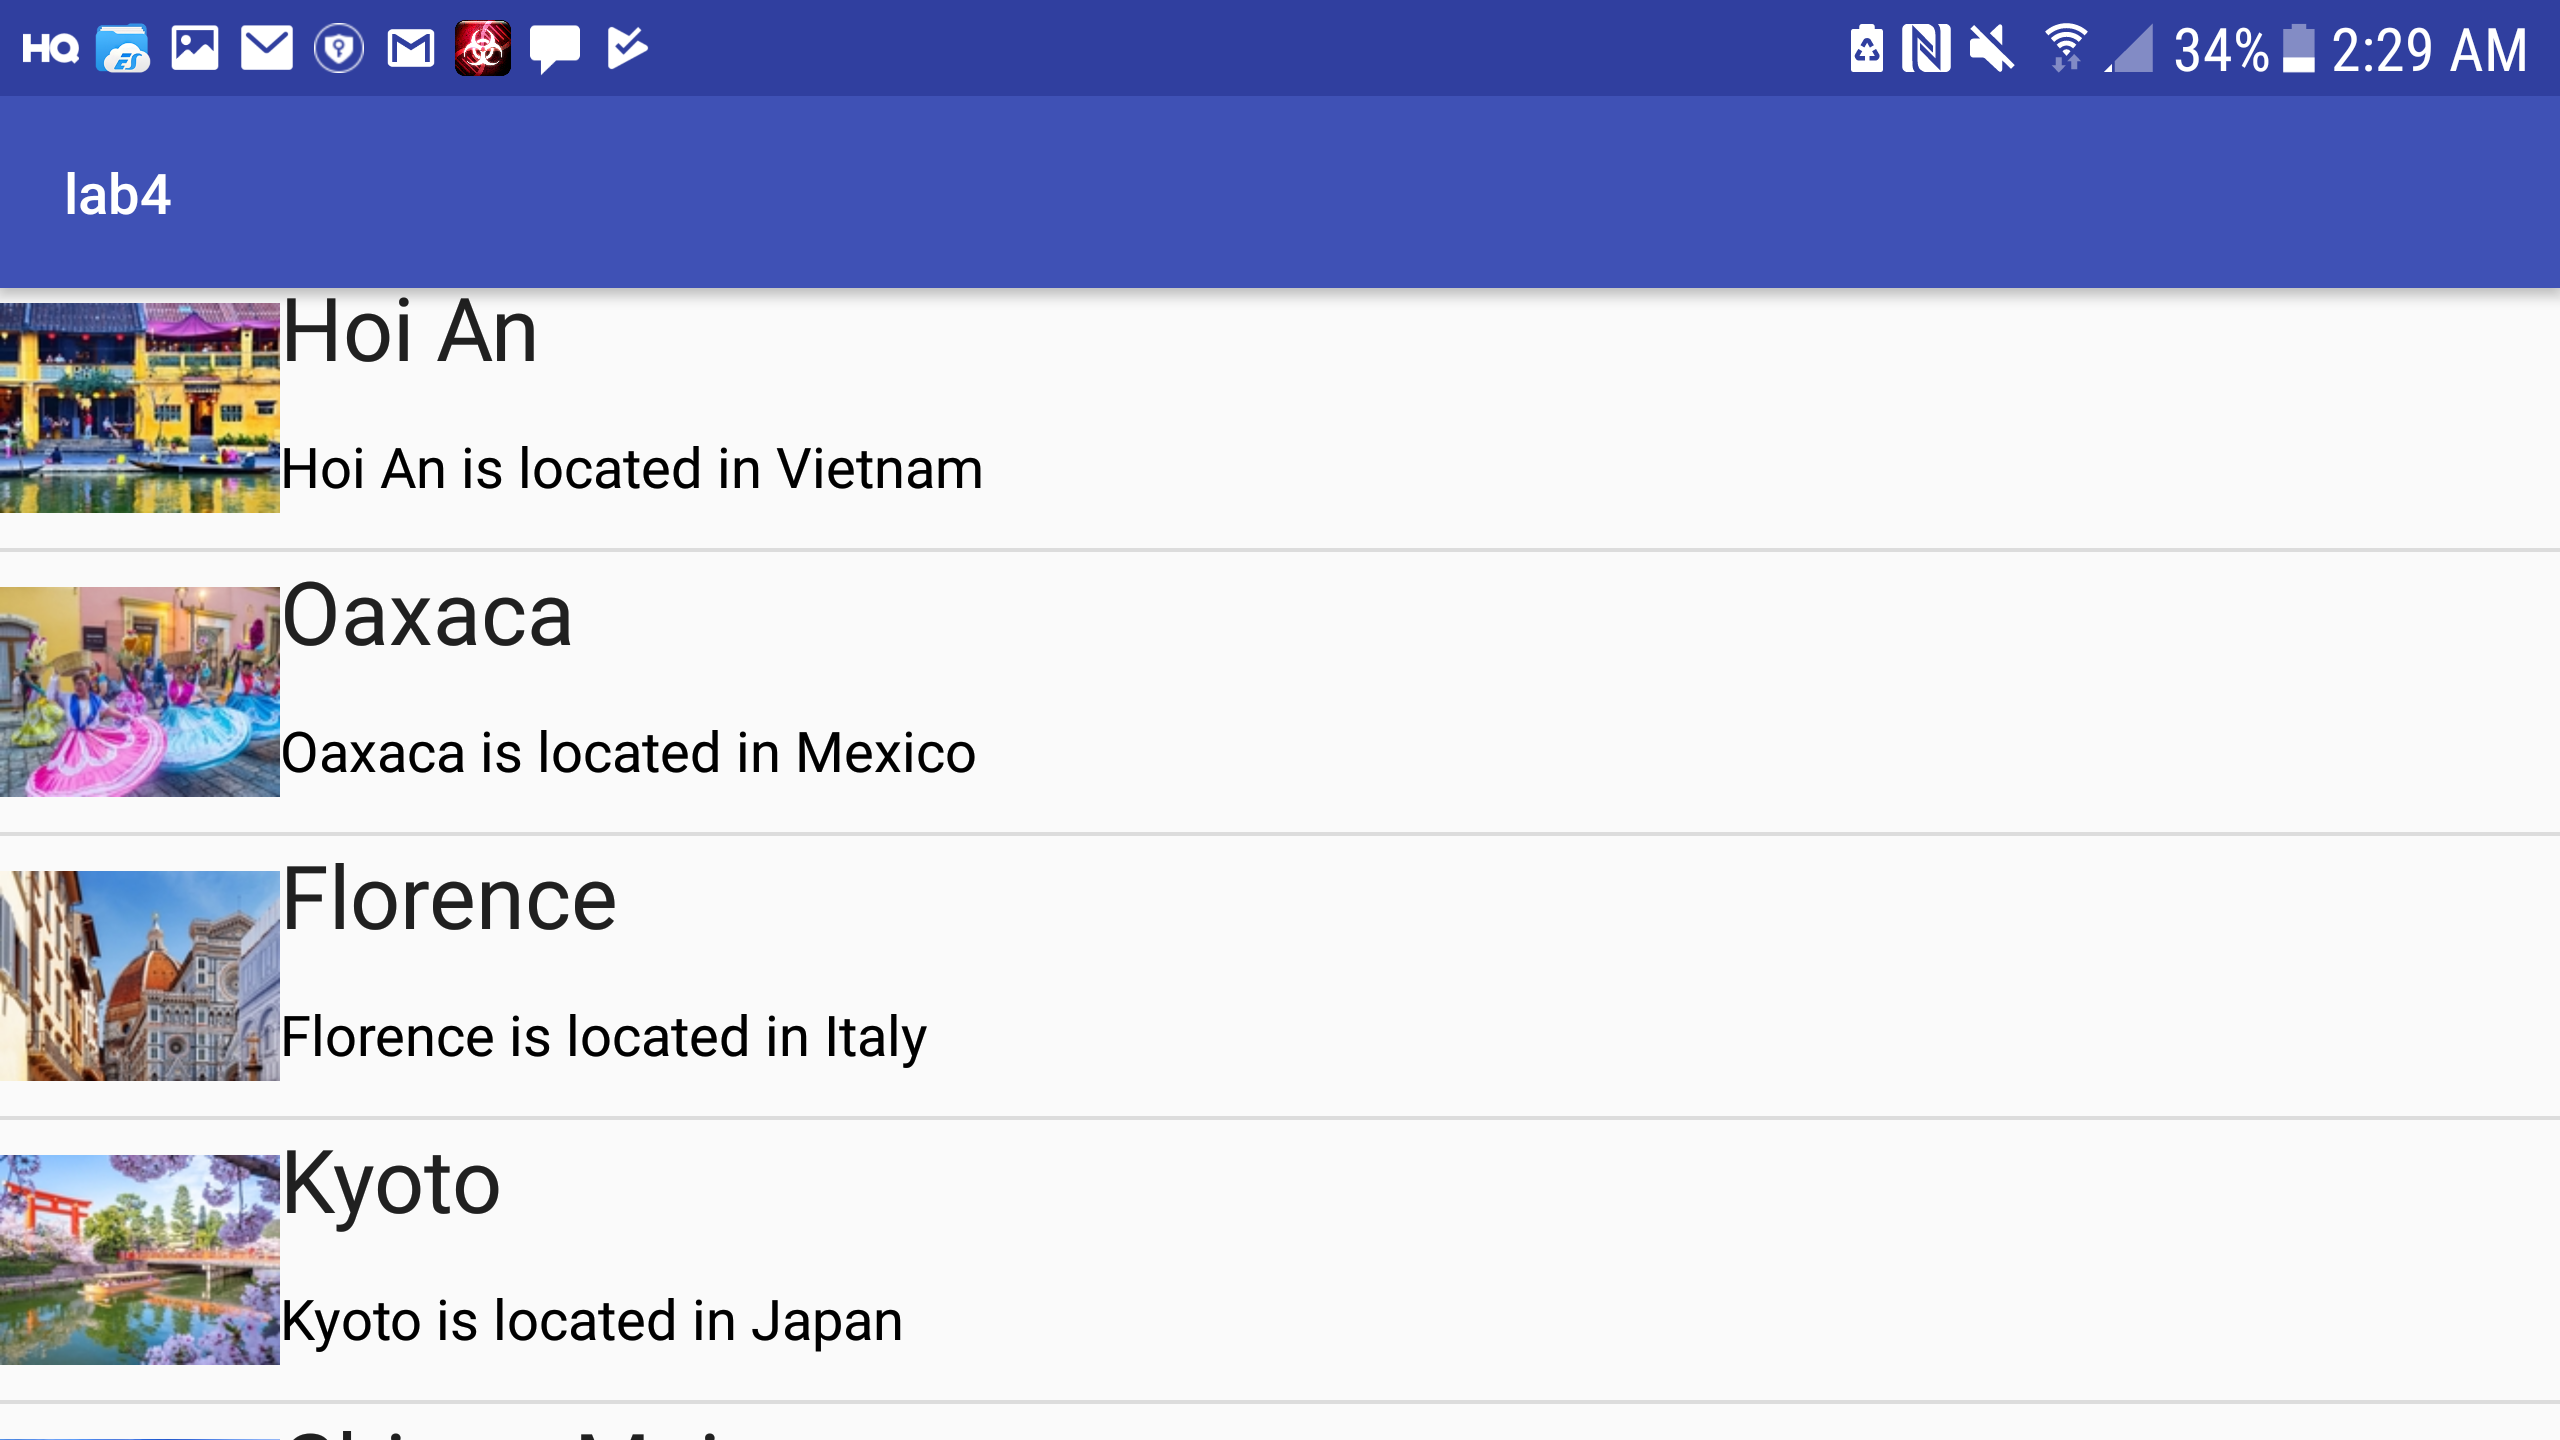 HQ ES 34% 2:29 AM
lab4
Hoi An
Hoi An is located in Vietnam
Oaxaca
Oaxaca is located in Mexico
Florence
Florence is located in Italy
Kyoto
Kyoto is located in Japan